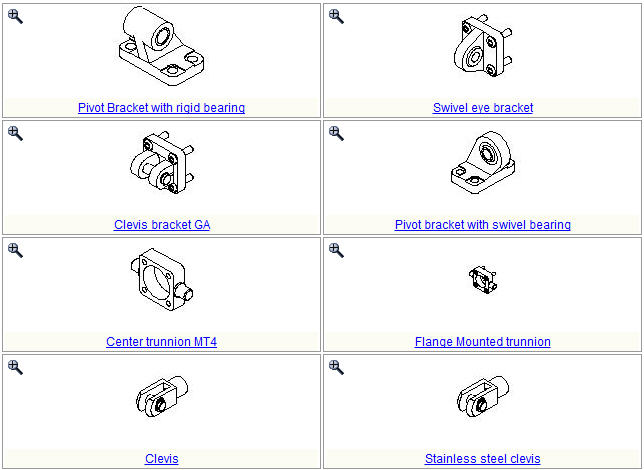 Pivot Bracket with rigid bearing
Swivel eye bracket
Clevis bracket GA
Pivot bracket with swivel bearing
Center trunnion MT4
Flange Mounted trunnion
Clevis
Stainless steel clevis